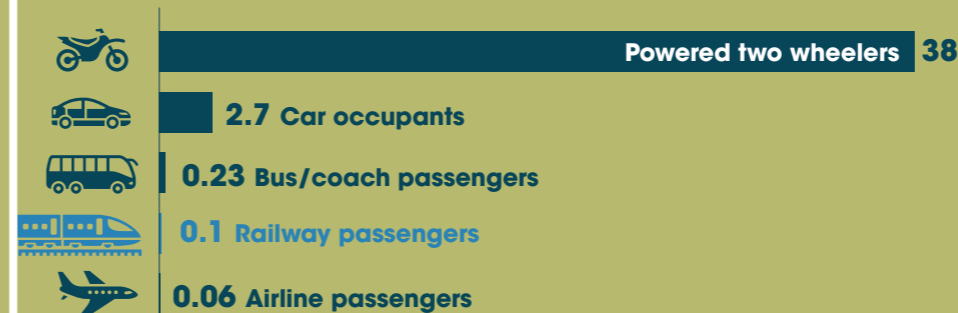 Powered two wheelers 38
2.7 Car occupants
0.23 Bus/coach passengers
0.1 Railway passengers
0.06 Airline passengers